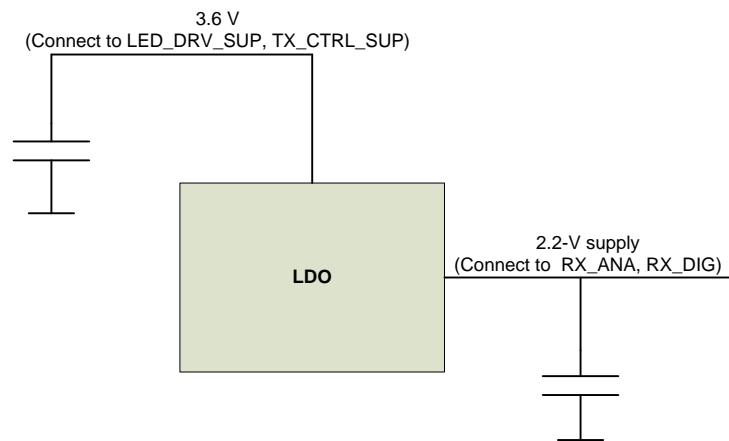 3.6 V
(Connect to LED_DRV_SUP, TX_CTRL_SUP)
LDO
2.2-V supply
(Connect to RX_ANA, RX_DIG)